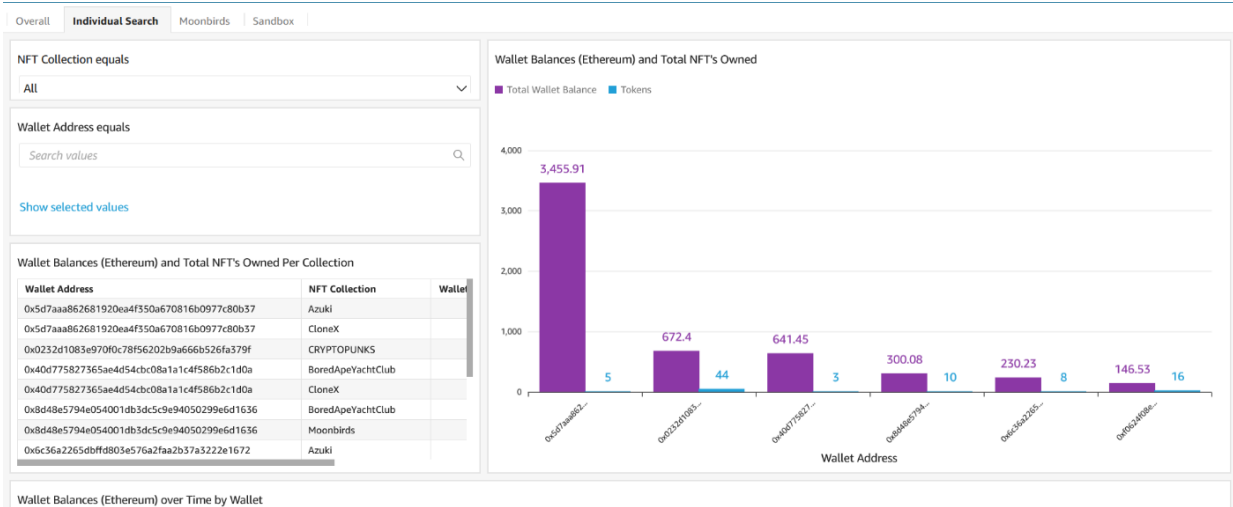 Overall Individual Search Moonbirds Sandbox
NFT Collection equals
All
Wallet Address equals
Search values
Show selected values
Wallet Balances (Ethereum) and Total NFT's Owned Per Collection
Wallet Address NFT Collection Wallet
0x5d7aaa862681920ea4f350a670816b0977c80b37 Azuki
0x5d7aaa862681920ea4f350a670816b0977c80b37 CloneX
0x0232d1083e970f0c78f56202b9a666b526fa379f CRYPTOPUNKS
0x40d775827365ae4d54cbc08a1a1c4f586b2c1d0a BoredApeYachtClub
0x40d775827365ae4d54cbc08a1a1c4f586b2c1d0a CloneX
0x8d48e5794e054001db3dc5c9e94050299e6d1636 BoredApeYachtClub
0x8d48e5794e054001db3dc5c9e94050299e6d1636 Moonbirds
0x6c36a2265dbffd803e576a2faa2b37a3222e1672 Azuki
Wallet Balances (Ethereum) and Total NFT's Owned
Total Wallet Balance Tokens
4,000
3,455.91
3,000
2,000
1,000
672.4 641.45 300.08 230.23 146.53
5 44 3 10 8 16
0
0x5d7aaa862... 0x0232d1083... 0x40d775827... 0x8d48e5794... 0x6c36a2265... 0xf0624f08e...
Wallet Address
Wallet Balances (Ethereum) over Time by Wallet